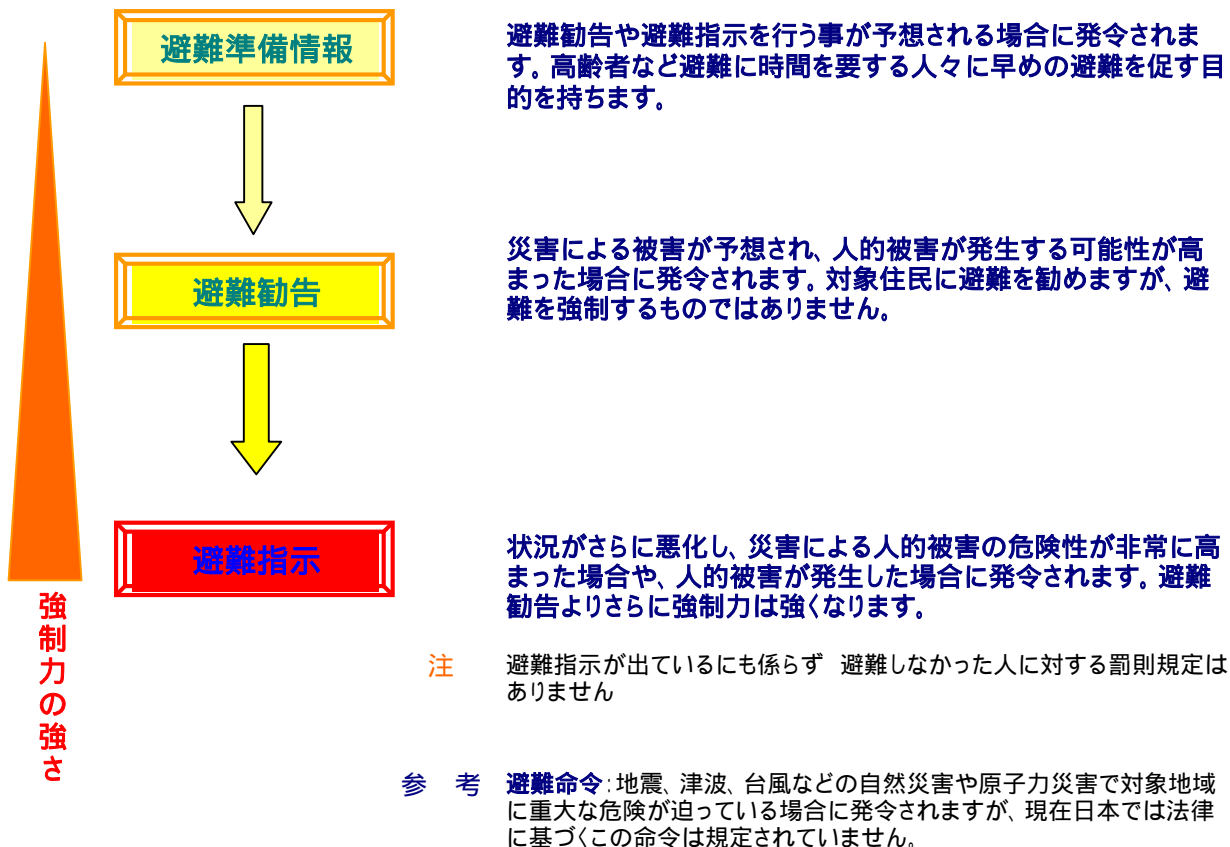 避難準備情報
避難勧告や避難指示を行う事が予想される場合に発令されま
す。高齢者など避難に時間を要する人々に早めの避難を促す目
的を持ちます。
避難勧告
災害による被害が予想され、人的被害が発生する可能性が高
まった場合に発令されます。対象住民に避難を勧めますが、避
難を強制するものではありません。
避難指示
状況がさらに悪化し、災害による人的被害の危険性が非常に高
まった場合や、人的被害が発生した場合に発令されます。避難
勧告よりさらに強制力は強くなります。
強制力の強さ
注 避難指示が出ているにも係らず 避難しなかった人に対する罰則規定は
ありません
参 考 避難命令:地震、津波、台風などの自然災害や原子力災害で対象地域
に重大な危険が迫っている場合に発令されますが、現在日本では法律
に基づくこの命令は規定されていません。